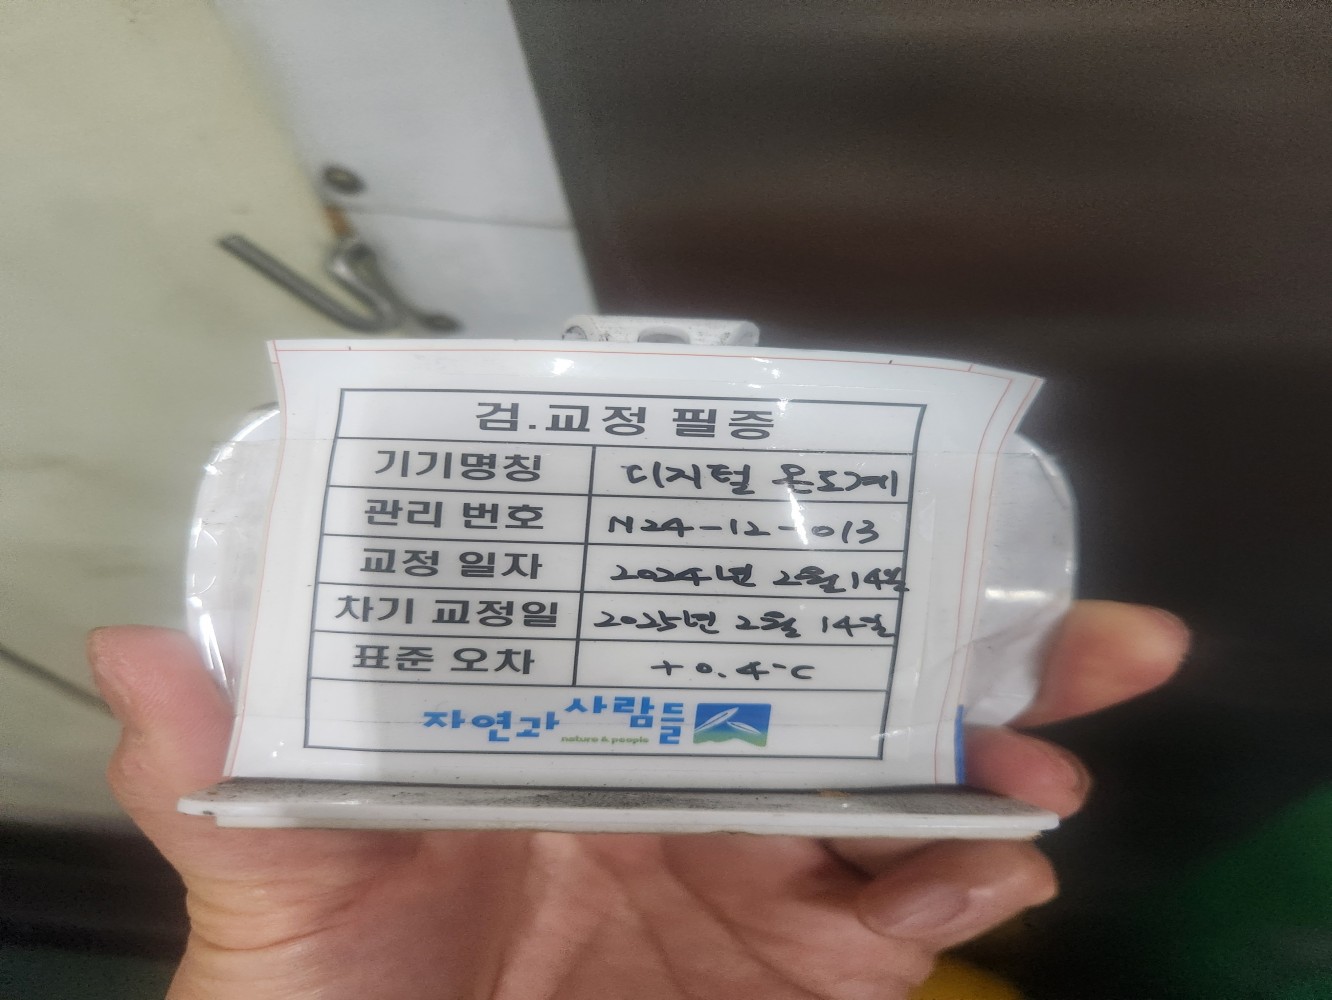 검.교정 필증
기기명칭 디지털 온도계
관리 번호 N24-12-013
교정 일자 2024년 2월 14일
차기 교정일 2025년 2월 14일
표준 오차 +0.4℃
자연과사람들
nature & people